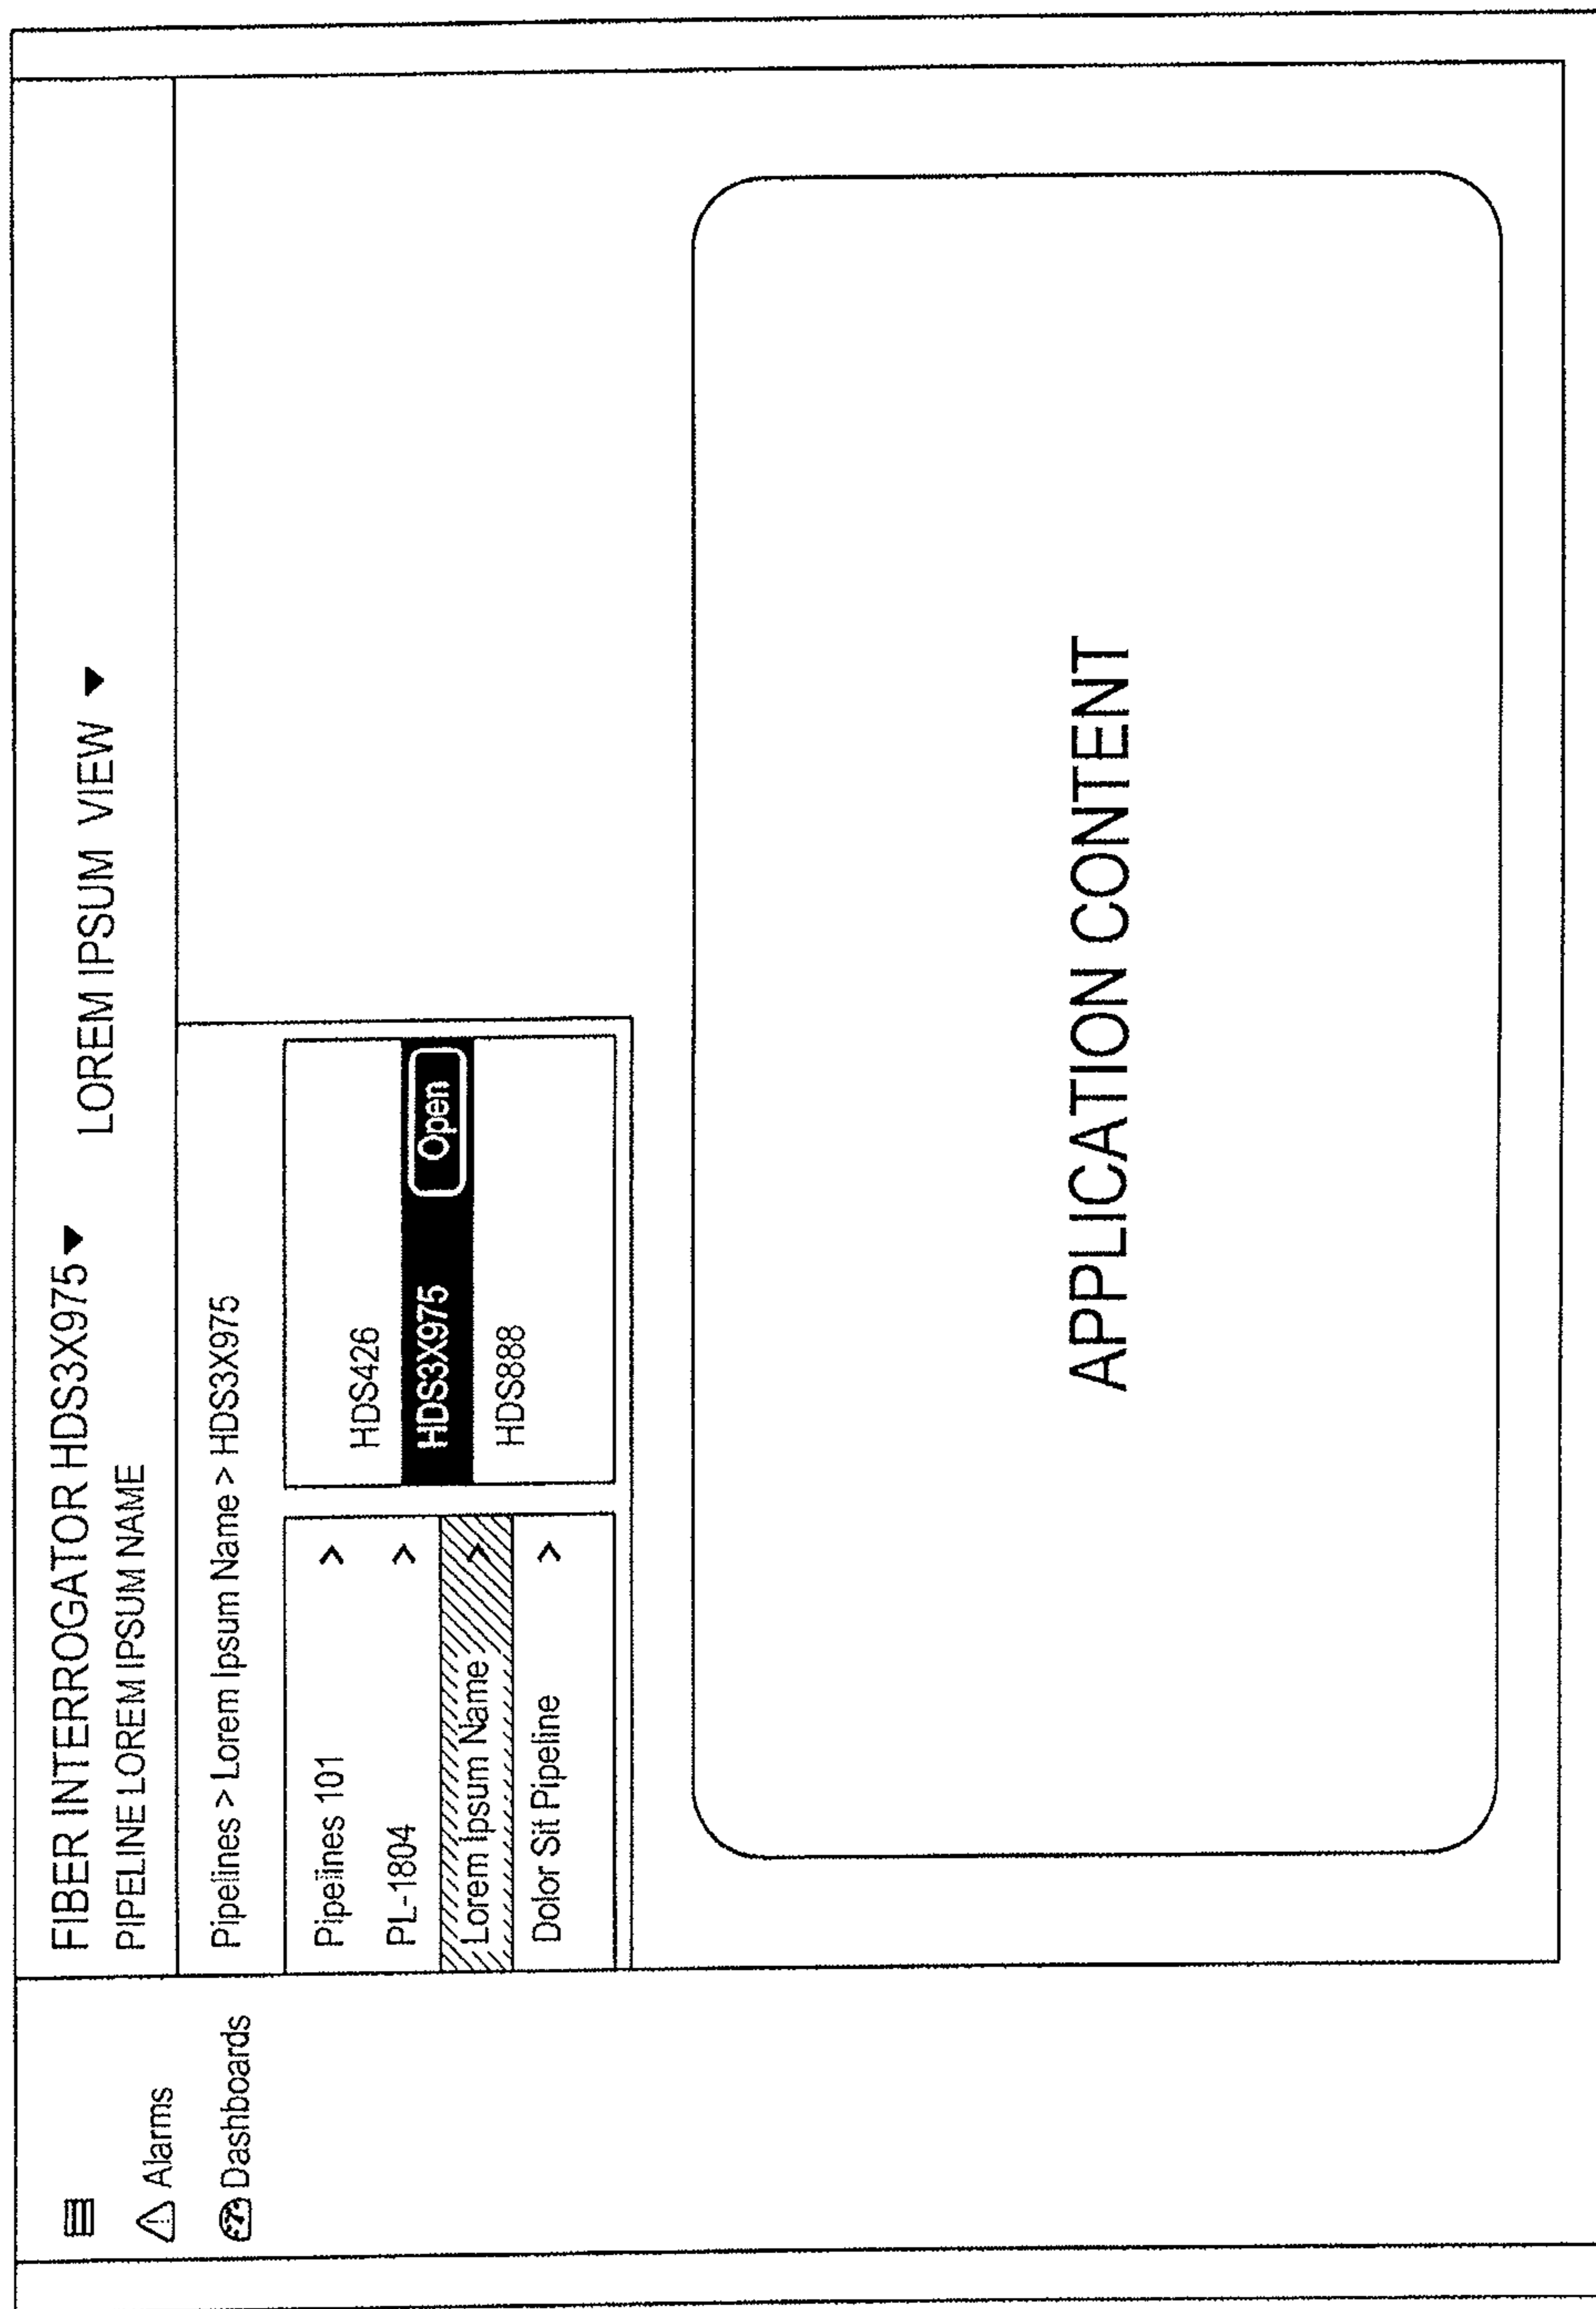 Alarms
Dashboards
FIBER INTERROGATOR HDS3X975
PIPELINE LOREM IPSUM NAME
LOREM IPSUM VIEW
Pipelines > Lorem Ipsum Name > HDS3X975
Pipelines 101 >
PL-1804 >
Lorem Ipsum Name >
Dolor Sit Pipeline >
HDS426
HDS3X975 Open
HDS888
APPLICATION CONTENT